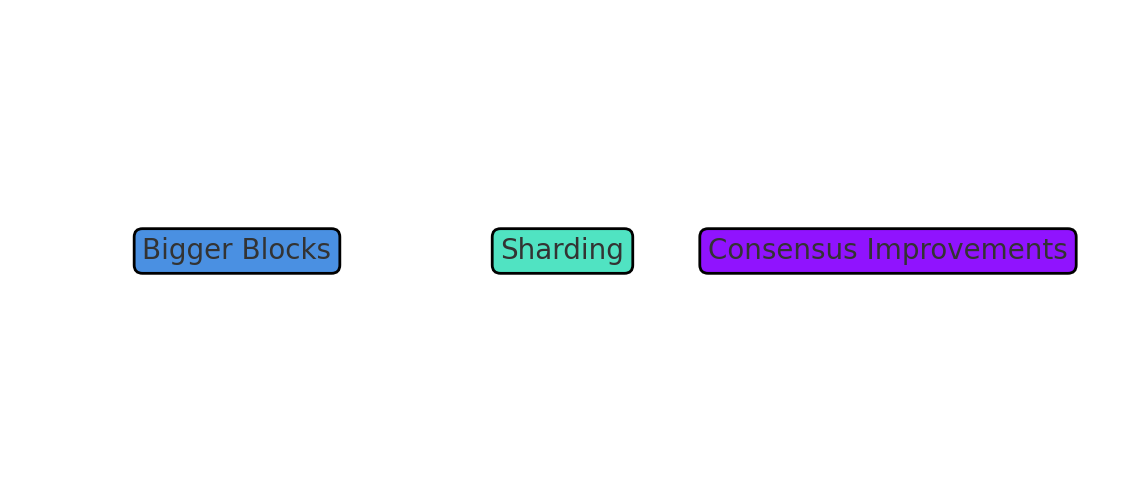 Bigger Blocks
Sharding
Consensus Improvements